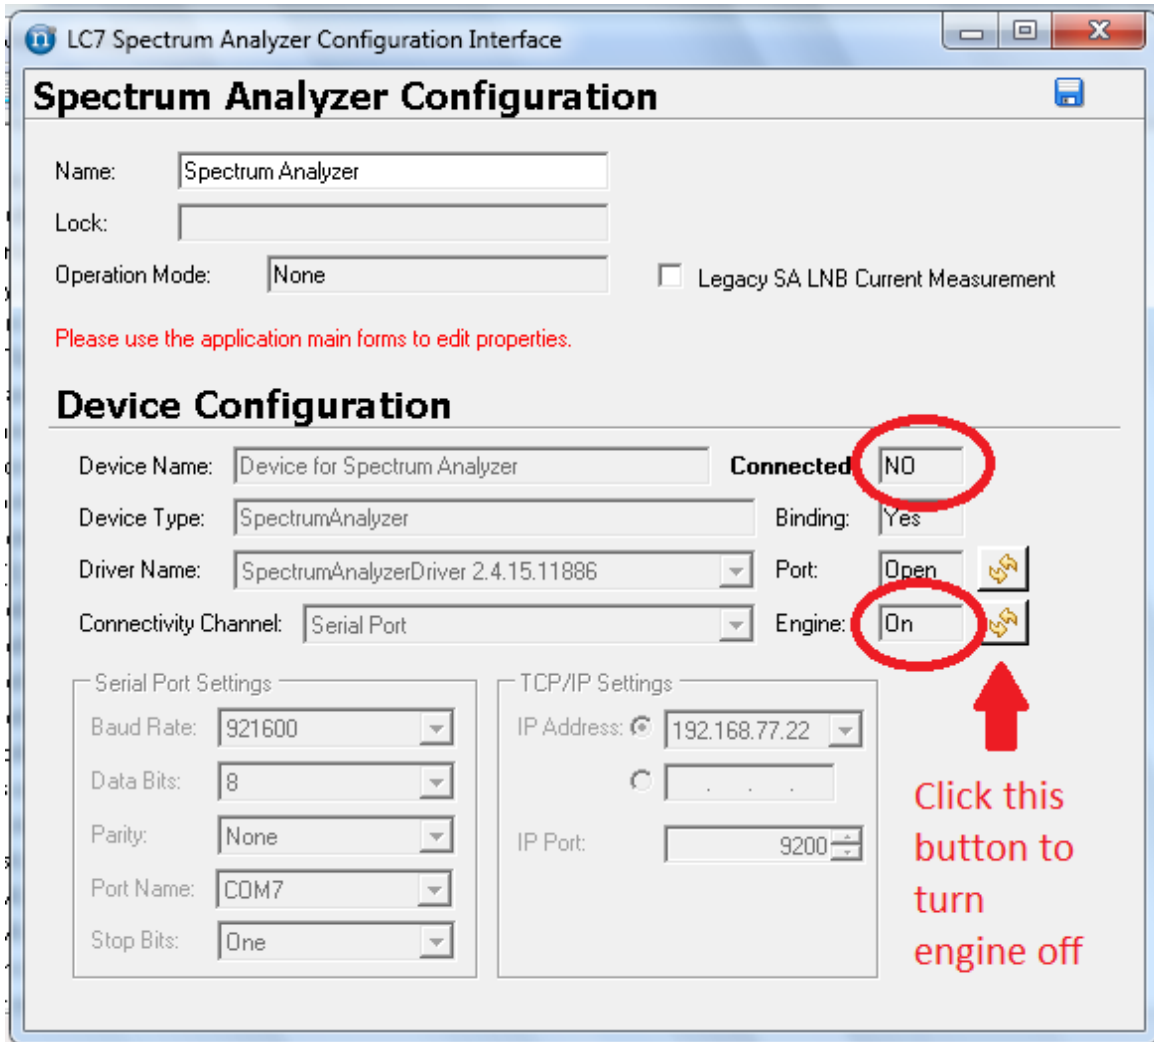 LC7 Spectrum Analyzer Configuration Interface
Spectrum Analyzer Configuration
Name: Spectrum Analyzer
Lock:
Operation Mode: None Legacy SA LNB Current Measurement
Please use the application main forms to edit properties.
Device Configuration
Device Name: Device for Spectrum Analyzer Connected NO
Device Type: SpectrumAnalyzer Binding: Yes
Driver Name: SpectrumAnalyzerDriver 2.4.15.11886 Port: Open
Connectivity Channel: Serial Port Engine: On
Serial Port Settings TCP/IP Settings
Baud Rate: 921600 IP Address: 192.168.77.22
Data Bits: 8 . . .
Parity: None IP Port: 9200
Port Name: COM7
Stop Bits: One
Click this
button to
turn
engine off